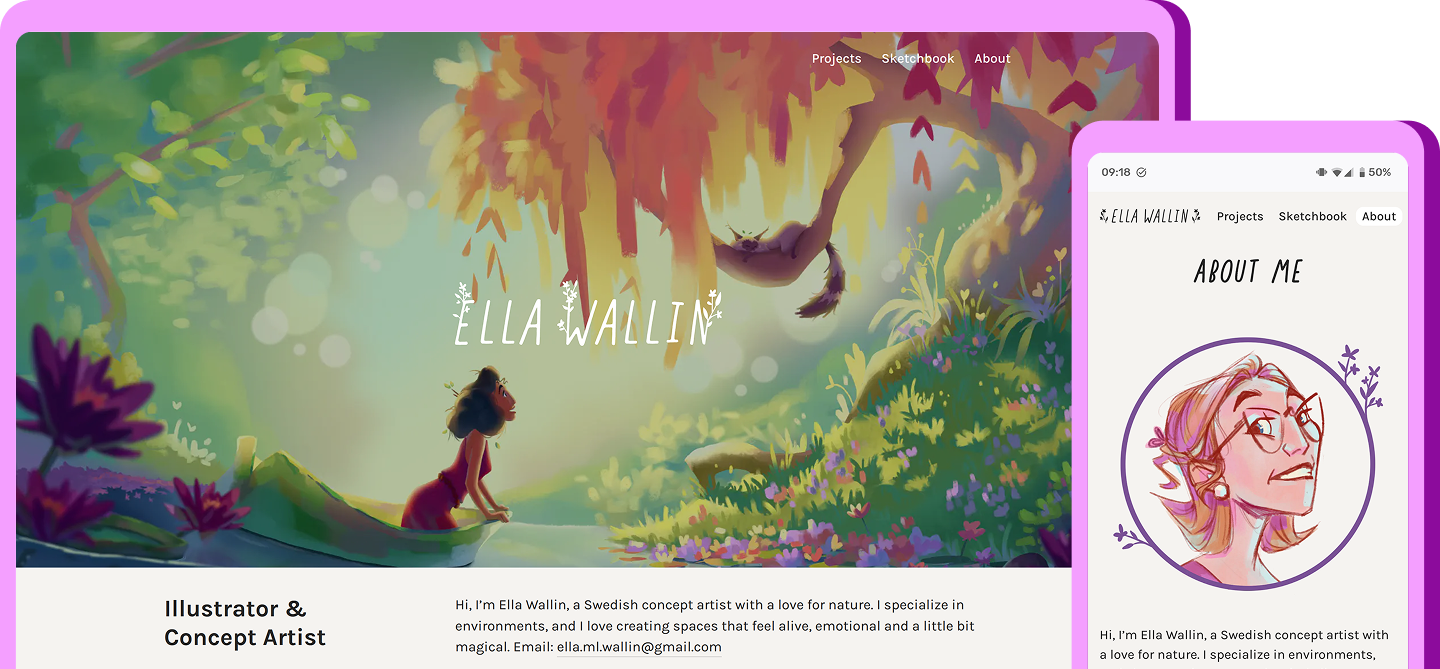 Projects Sketchbook About
ELLA WALLIN
Illustrator &
Concept Artist
Hi, I’m Ella Wallin, a Swedish concept artist with a love for nature. I specialize in
environments, and I love creating spaces that feel alive, emotional and a little bit
magical. Email: ella.ml.wallin@gmail.com
09:18 50%
ELLA WALLIN Projects Sketchbook About
ABOUT ME
Hi, I’m Ella Wallin, a Swedish concept artist with
a love for nature. I specialize in environments,